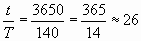 t/T = 3650/140 = 365/14 ≈ 26